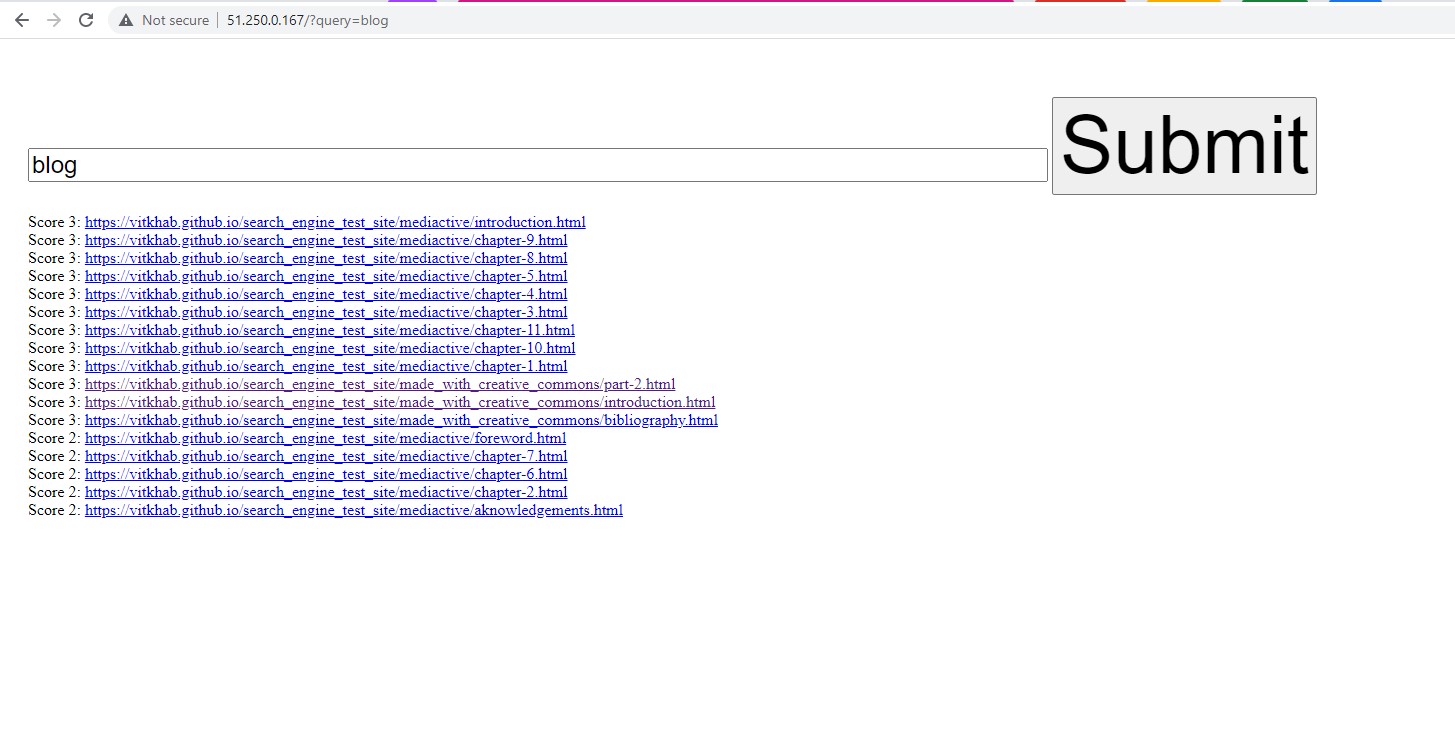 Not secure | 51.250.0.167/?query=blog
blog Submit
Score 3: https://vitkhab.github.io/search_engine_test_site/mediactive/introduction.html
Score 3: https://vitkhab.github.io/search_engine_test_site/mediactive/chapter-9.html
Score 3: https://vitkhab.github.io/search_engine_test_site/mediactive/chapter-8.html
Score 3: https://vitkhab.github.io/search_engine_test_site/mediactive/chapter-5.html
Score 3: https://vitkhab.github.io/search_engine_test_site/mediactive/chapter-4.html
Score 3: https://vitkhab.github.io/search_engine_test_site/mediactive/chapter-3.html
Score 3: https://vitkhab.github.io/search_engine_test_site/mediactive/chapter-11.html
Score 3: https://vitkhab.github.io/search_engine_test_site/mediactive/chapter-10.html
Score 3: https://vitkhab.github.io/search_engine_test_site/mediactive/chapter-1.html
Score 3: https://vitkhab.github.io/search_engine_test_site/made_with_creative_commons/part-2.html
Score 3: https://vitkhab.github.io/search_engine_test_site/made_with_creative_commons/introduction.html
Score 3: https://vitkhab.github.io/search_engine_test_site/made_with_creative_commons/bibliography.html
Score 2: https://vitkhab.github.io/search_engine_test_site/mediactive/foreword.html
Score 2: https://vitkhab.github.io/search_engine_test_site/mediactive/chapter-7.html
Score 2: https://vitkhab.github.io/search_engine_test_site/mediactive/chapter-6.html
Score 2: https://vitkhab.github.io/search_engine_test_site/mediactive/chapter-2.html
Score 2: https://vitkhab.github.io/search_engine_test_site/mediactive/aknowledgements.html